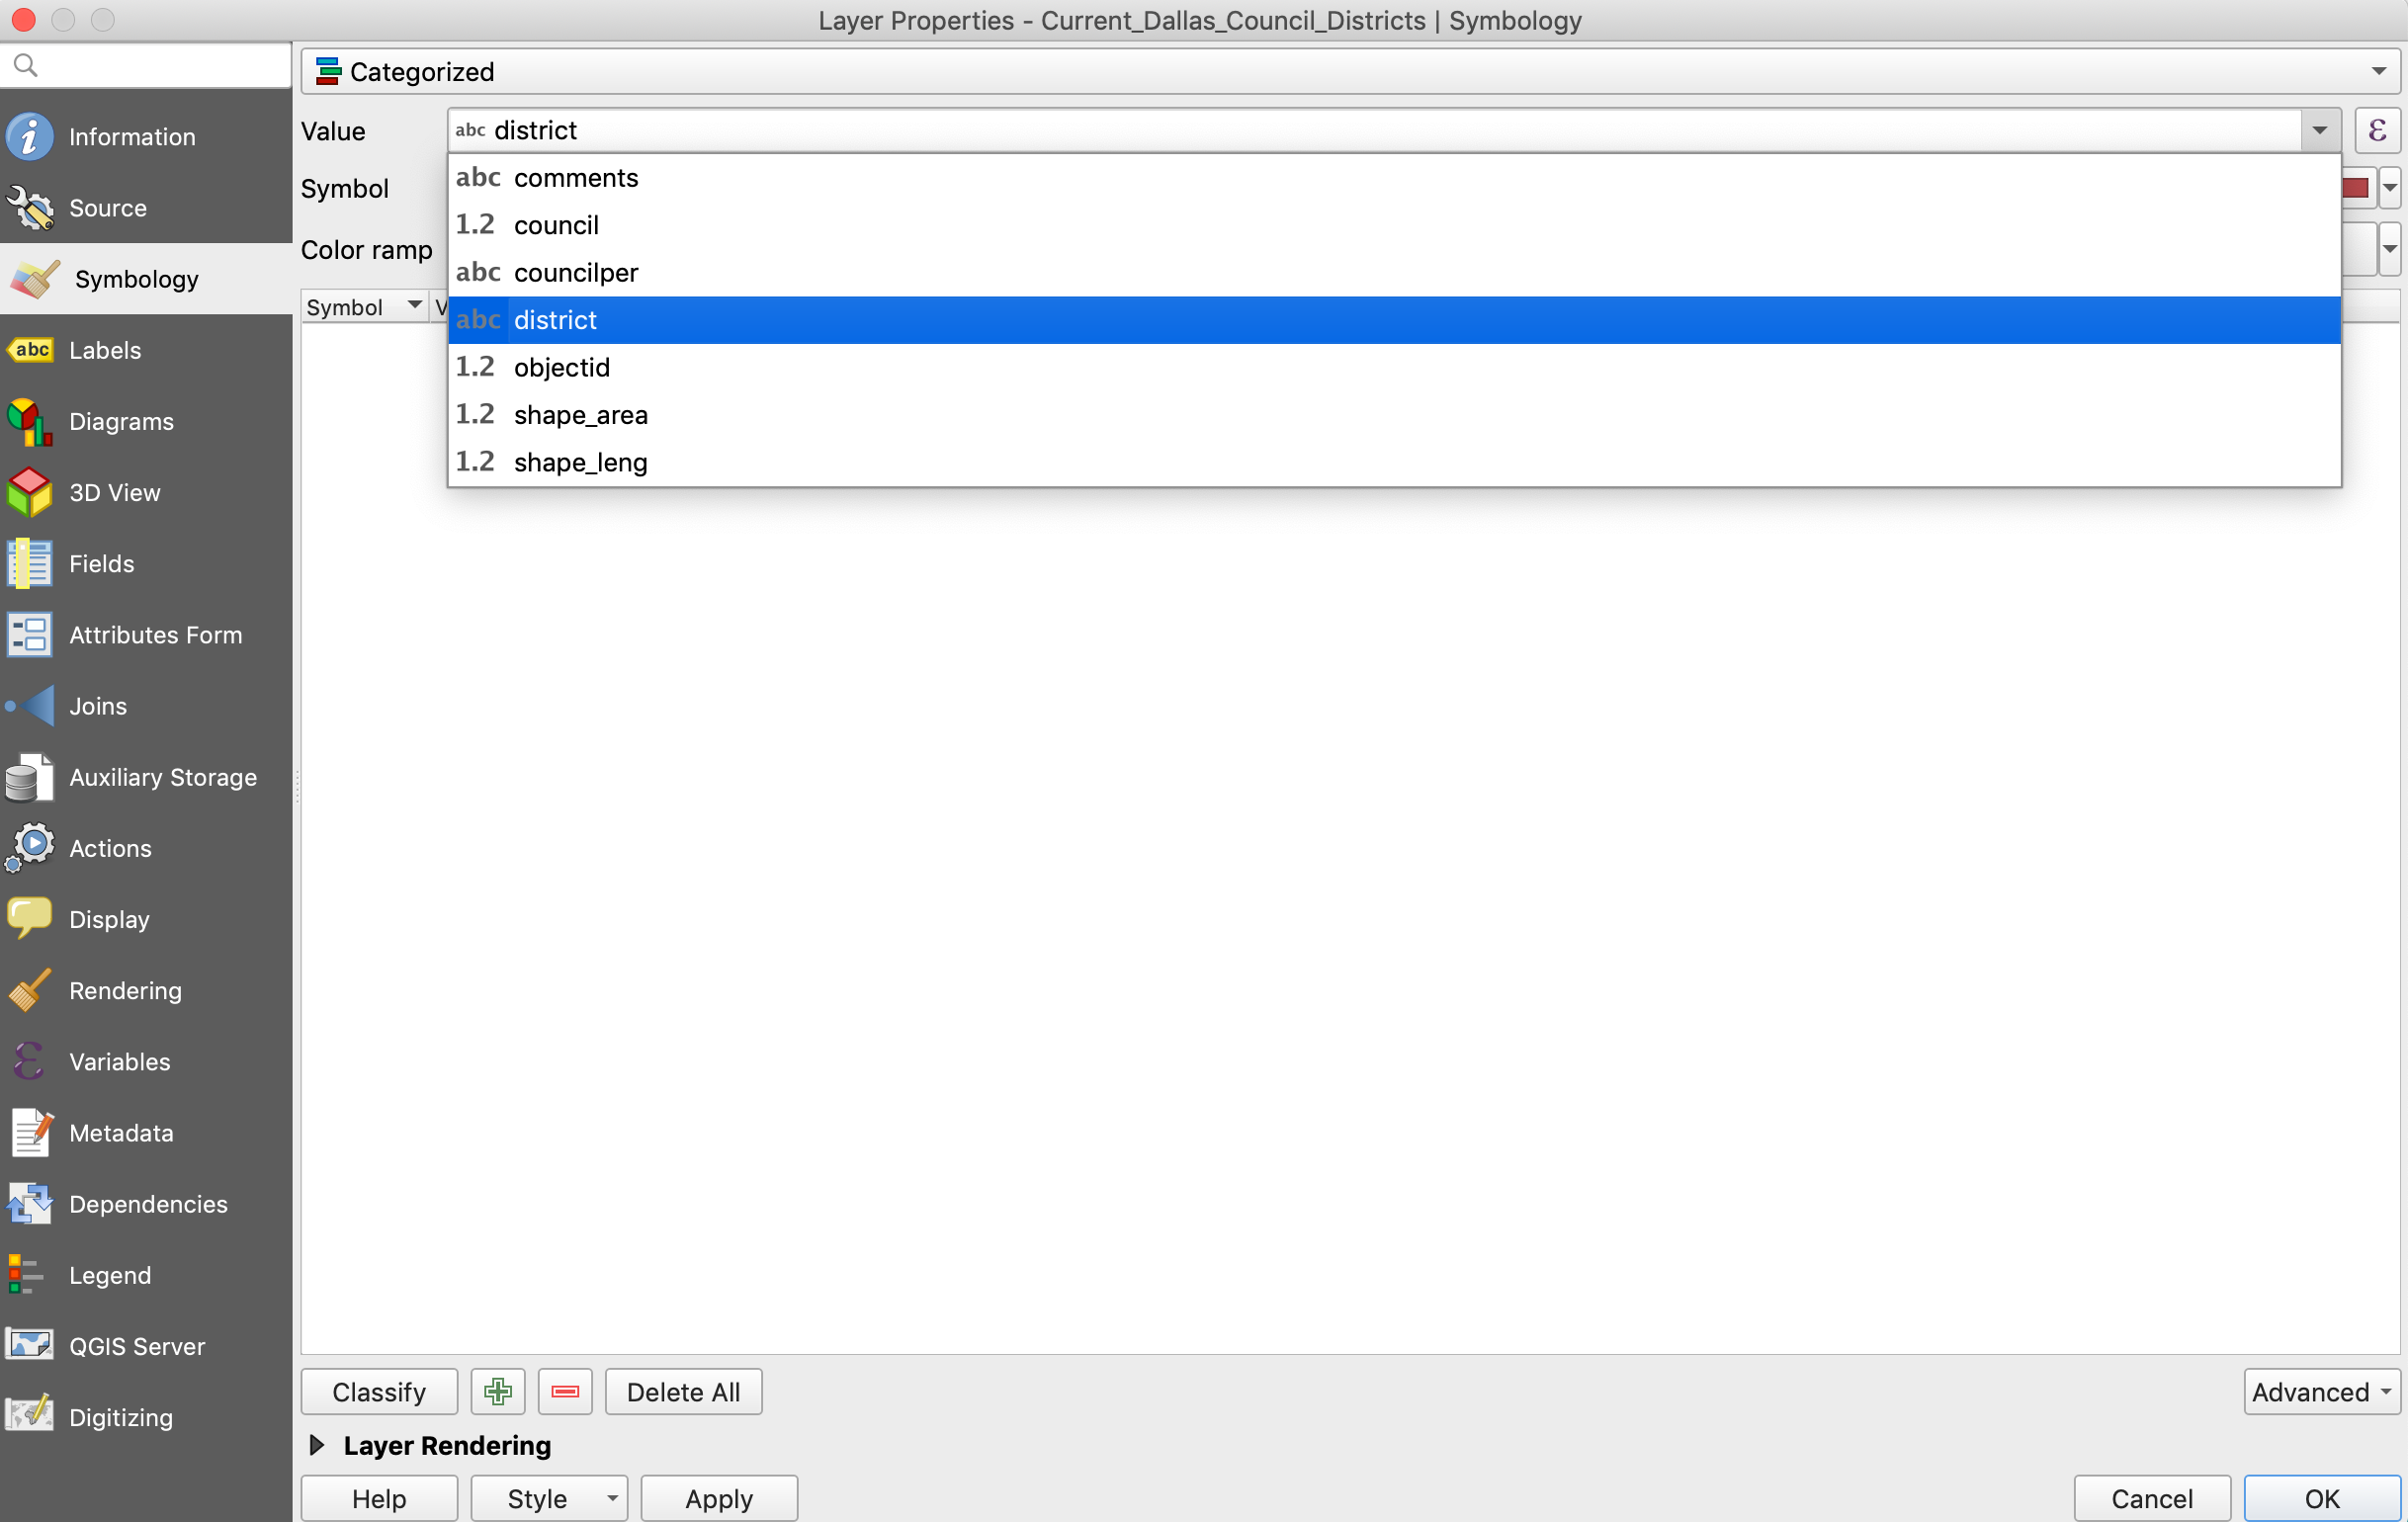 Layer Properties - Current_Dallas_Council_Districts | Symbology
Categorized
Information
Source
Symbology
Labels
Diagrams
3D View
Fields
Attributes Form
Joins
Auxiliary Storage
Actions
Display
Rendering
Variables
Metadata
Dependencies
Legend
QGIS Server
Digitizing
Value abc district ε
Symbol
Color ramp
Symbol V
abc comments
1.2 council
abc councilper
abc district
1.2 objectid
1.2 shape_area
1.2 shape_leng
Classify Delete All Advanced
Layer Rendering
Help Style Apply Cancel OK